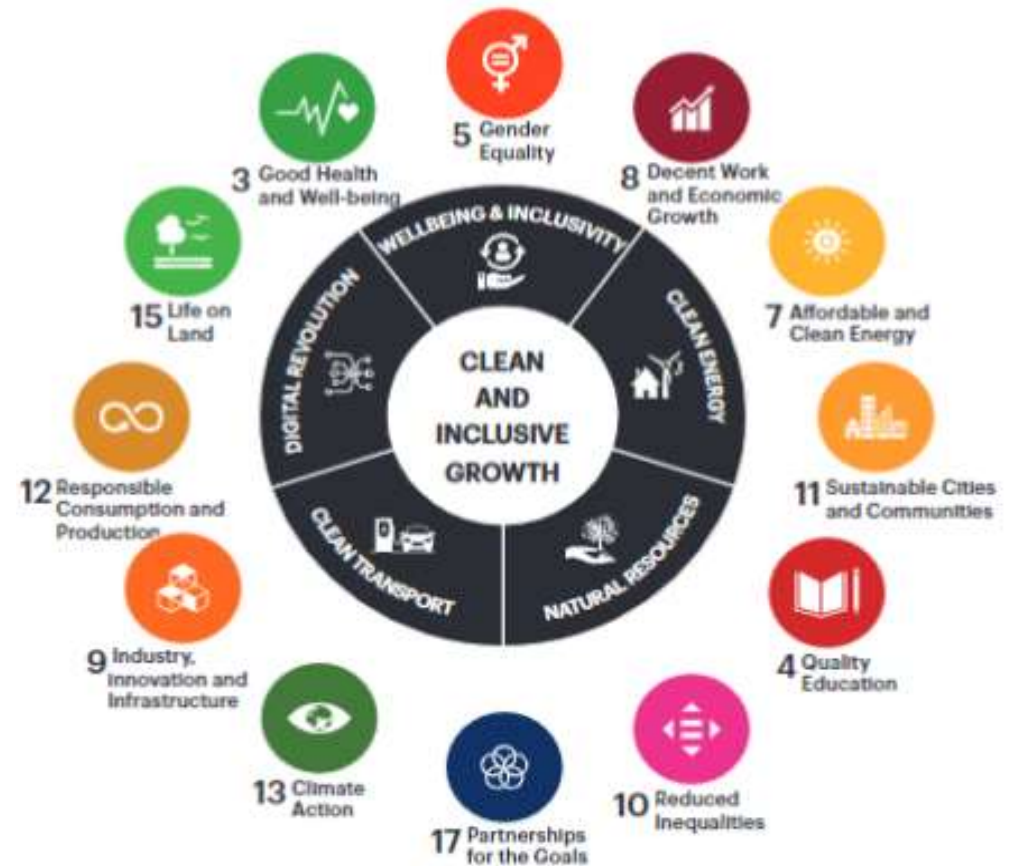 5 Gender
Equality
3 Good Health
and Well-being
8 Decent Work
and Economic
Growth
WELLBEING & INCLUSIVITY
15 Life on
Land
DIGITAL REVOLUTION
CLEAN ENERGY
7 Affordable and
Clean Energy
CLEAN
AND
INCLUSIVE
GROWTH
12 Responsible
Consumption and
Production
11 Sustainable Cities
and Communities
CLEAN TRANSPORT
NATURAL RESOURCES
9 Industry,
Innovation and
Infrastructure
4 Quality
Education
13 Climate
Action
10 Reduced
Inequalities
17 Partnerships
for the Goals